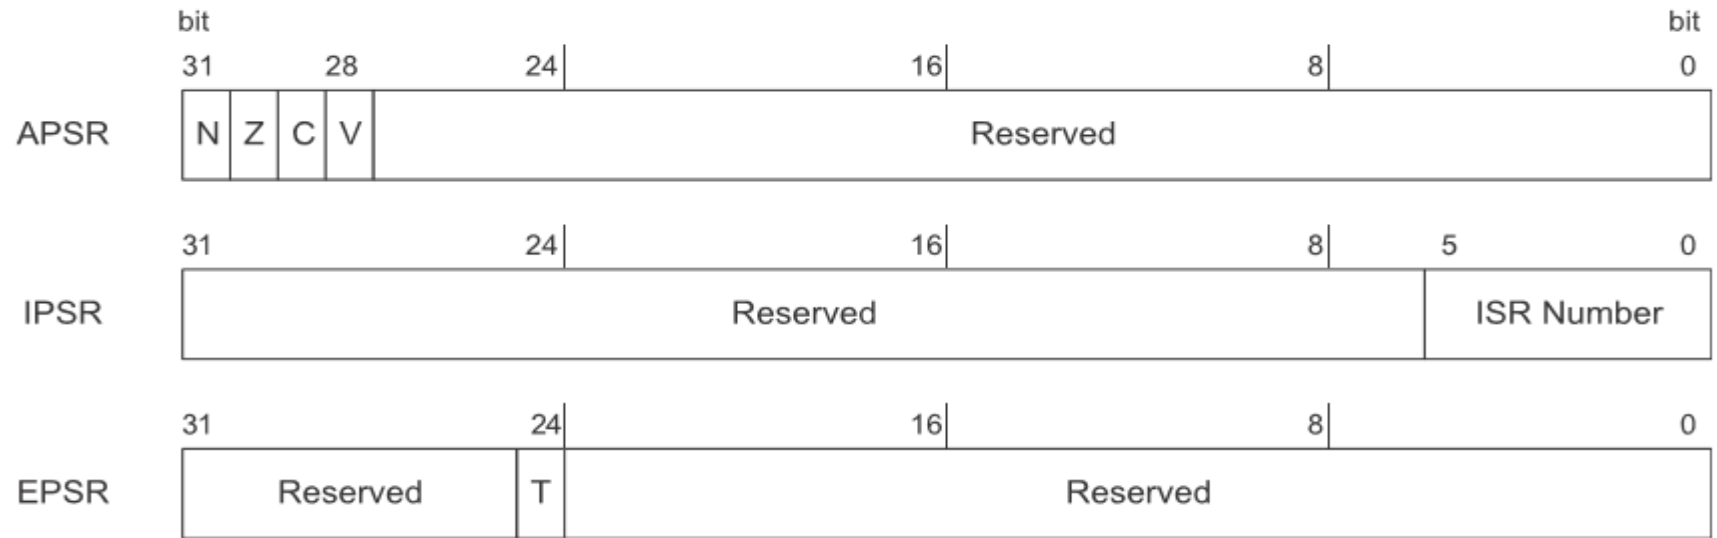 bit bit
31 28 24 16 8 0
APSR N Z C V Reserved
31 24 16 8 5 0
IPSR Reserved ISR Number
31 24 16 8 0
EPSR Reserved T Reserved